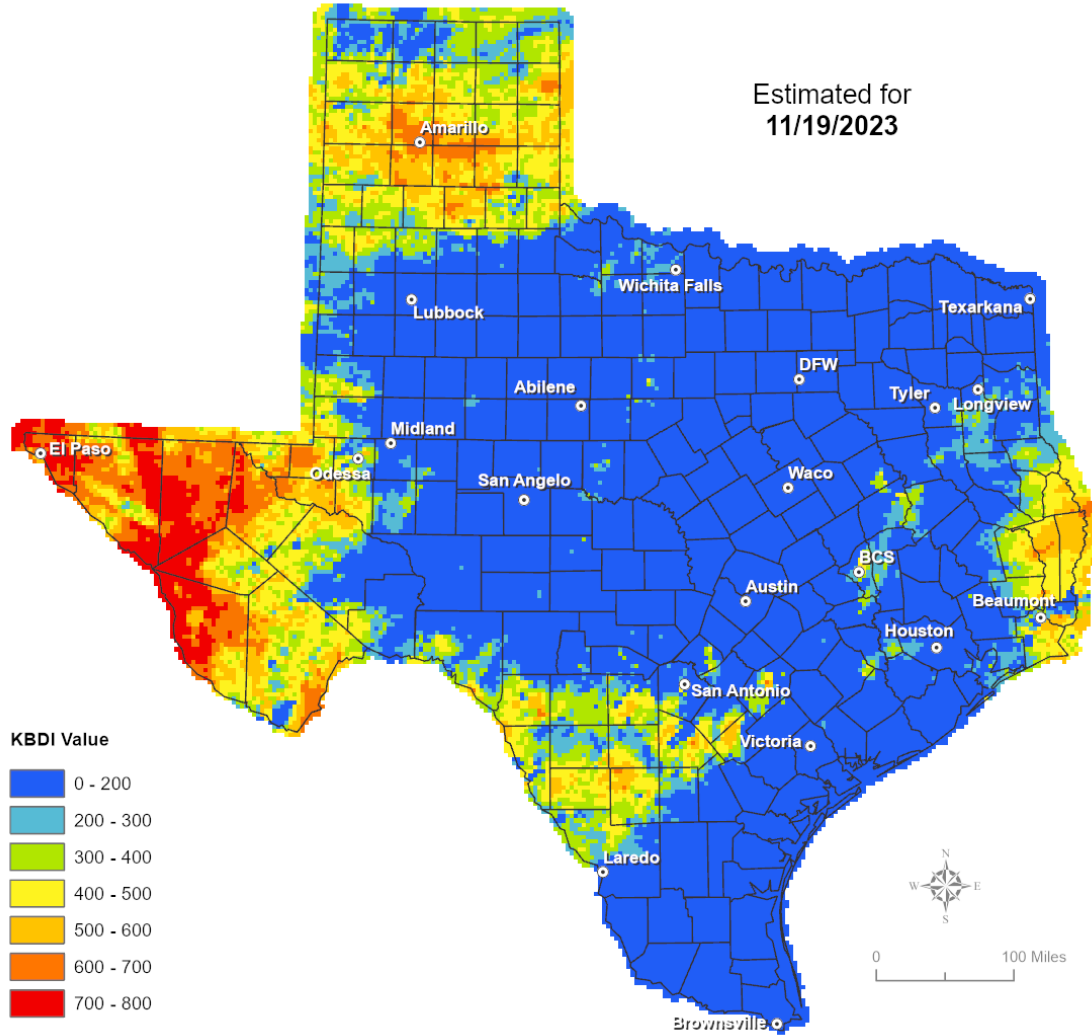 Estimated for
11/19/2023
Amarillo
Wichita Falls
Lubbock
Texarkana
DFW
Abilene
Tyler
Longview
Midland
El Paso
Odessa
San Angelo
Waco
BCS
Austin
Beaumont
Houston
San Antonio
Victoria
Laredo
Brownsville
KBDI Value
0 - 200
200 - 300
300 - 400
400 - 500
500 - 600
600 - 700
700 - 800
N
W E
S
0 100 Miles